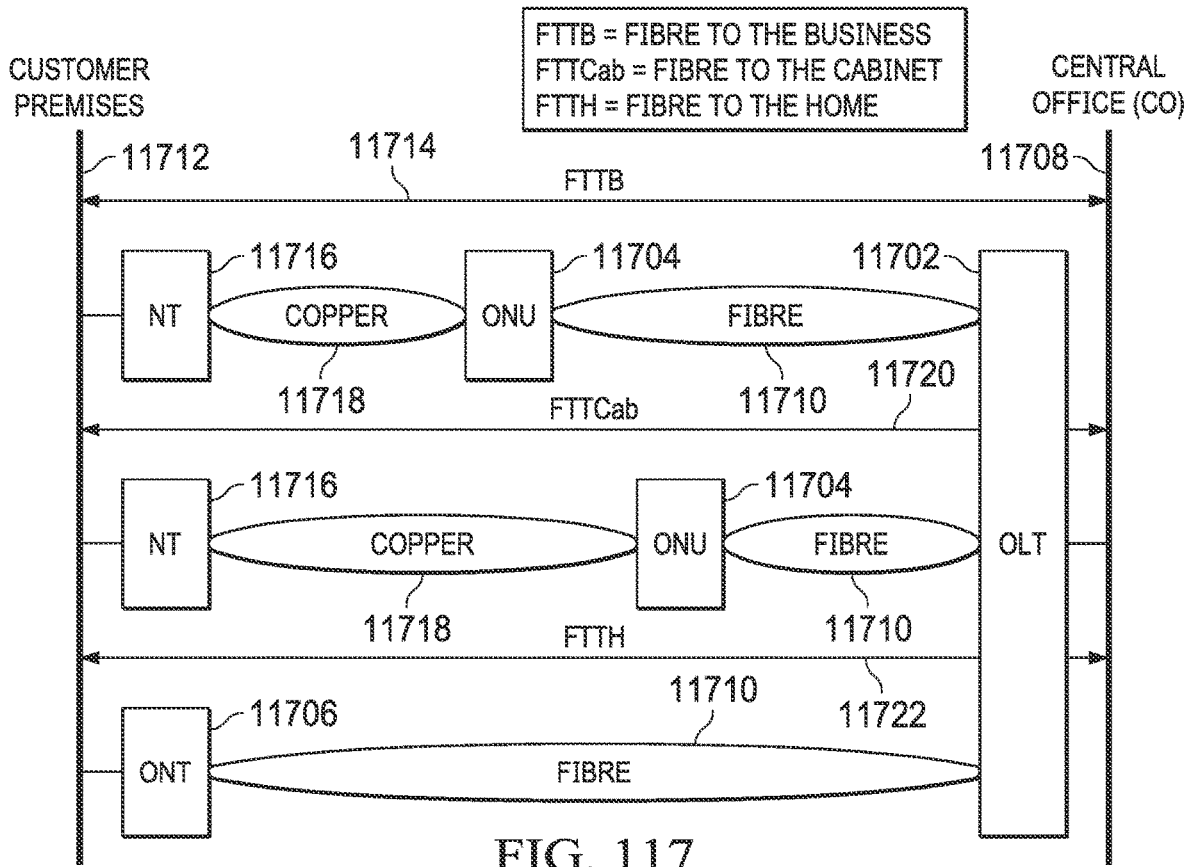 FTTB = FIBRE TO THE BUSINESS
FTTCab = FIBRE TO THE CABINET
FTTH = FIBRE TO THE HOME
CUSTOMER
PREMISES
CENTRAL
OFFICE (CO)
11712
11714
FTTB
11708
11716
11704
11702
NT
COPPER
ONU
FIBRE
11718
11710
11720
FTTCab
11716
11704
NT
COPPER
ONU
FIBRE
OLT
11718
11710
FTTH
11706
11710
11722
ONT
FIBRE
FIG. 117